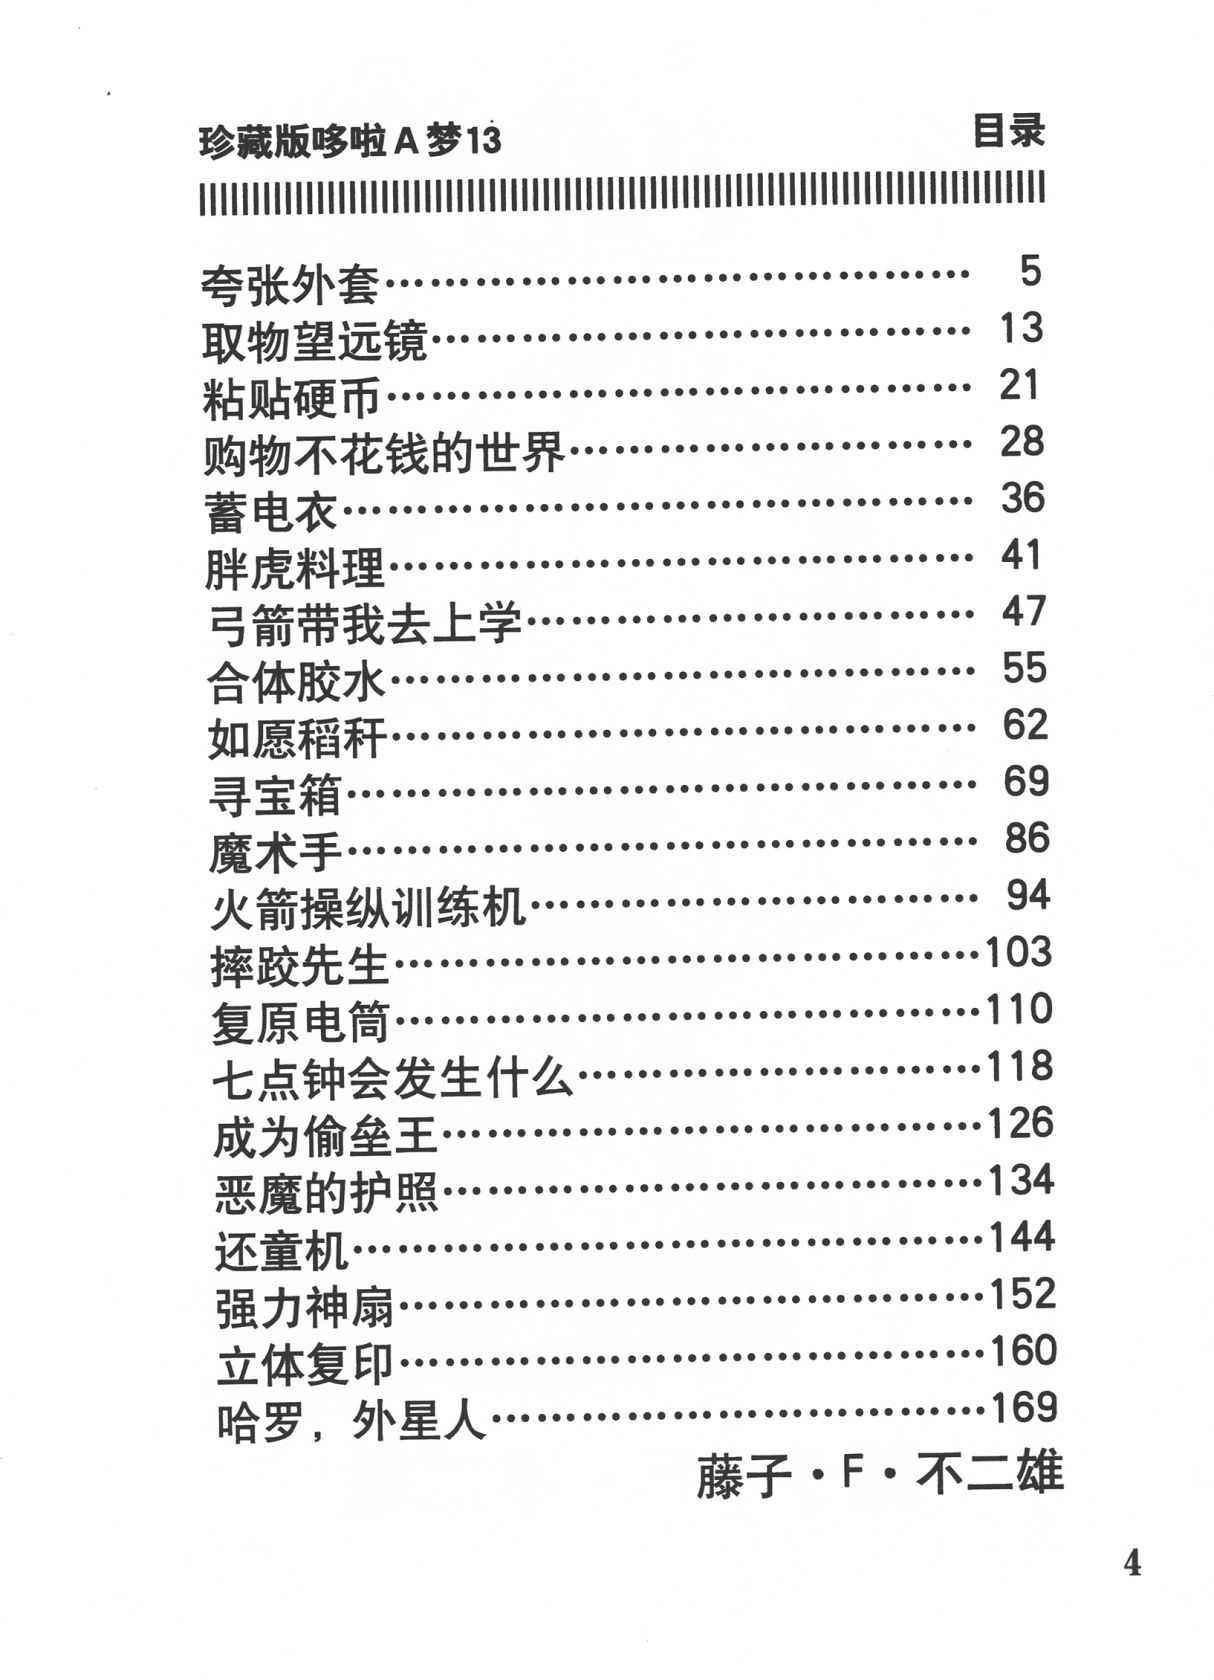 珍藏版哆啦A梦13 目录
夸张外套…………………………………… 5
取物望远镜………………………………… 13
粘贴硬币…………………………………… 21
购物不花钱的世界………………………… 28
蓄电衣……………………………………… 36
胖虎料理…………………………………… 41
弓箭带我去上学…………………………… 47
合体胶水…………………………………… 55
如愿稻秆…………………………………… 62
寻宝箱……………………………………… 69
魔术手……………………………………… 86
火箭操纵训练机…………………………… 94
摔跤先生……………………………………103
复原电筒……………………………………110
七点钟会发生什么…………………………118
成为偷垒王…………………………………126
恶魔的护照…………………………………134
还童机………………………………………144
强力神扇……………………………………152
立体复印……………………………………160
哈罗，外星人………………………………169
藤子·F·不二雄
4